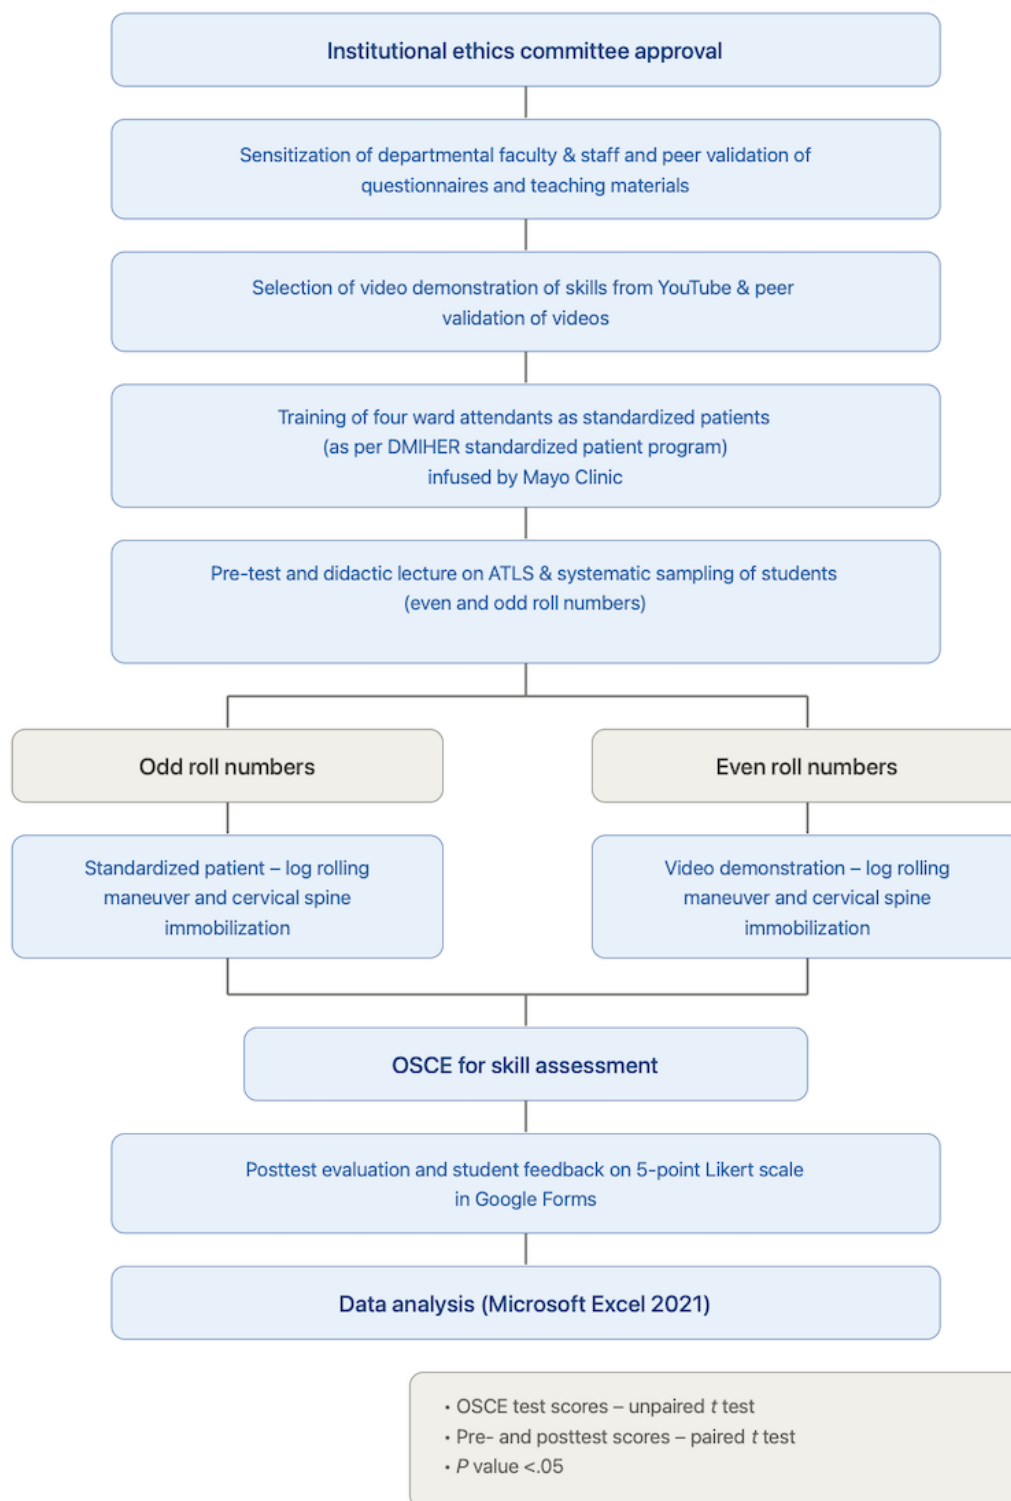 Institutional ethics committee approval
Sensitization of departmental faculty & staff and peer validation of
questionnaires and teaching materials
Selection of video demonstration of skills from YouTube & peer
validation of videos
Training of four ward attendants as standardized patients
(as per DMIHER standardized patient program)
infused by Mayo Clinic
Pre-test and didactic lecture on ATLS & systematic sampling of students
(even and odd roll numbers)
Odd roll numbers
Standardized patient – log rolling
maneuver and cervical spine
immobilization
Even roll numbers
Video demonstration – log rolling
maneuver and cervical spine
immobilization
OSCE for skill assessment
Posttest evaluation and student feedback on 5-point Likert scale
in Google Forms
Data analysis (Microsoft Excel 2021)
• OSCE test scores – unpaired t test
• Pre- and posttest scores – paired t test
• P value <.05